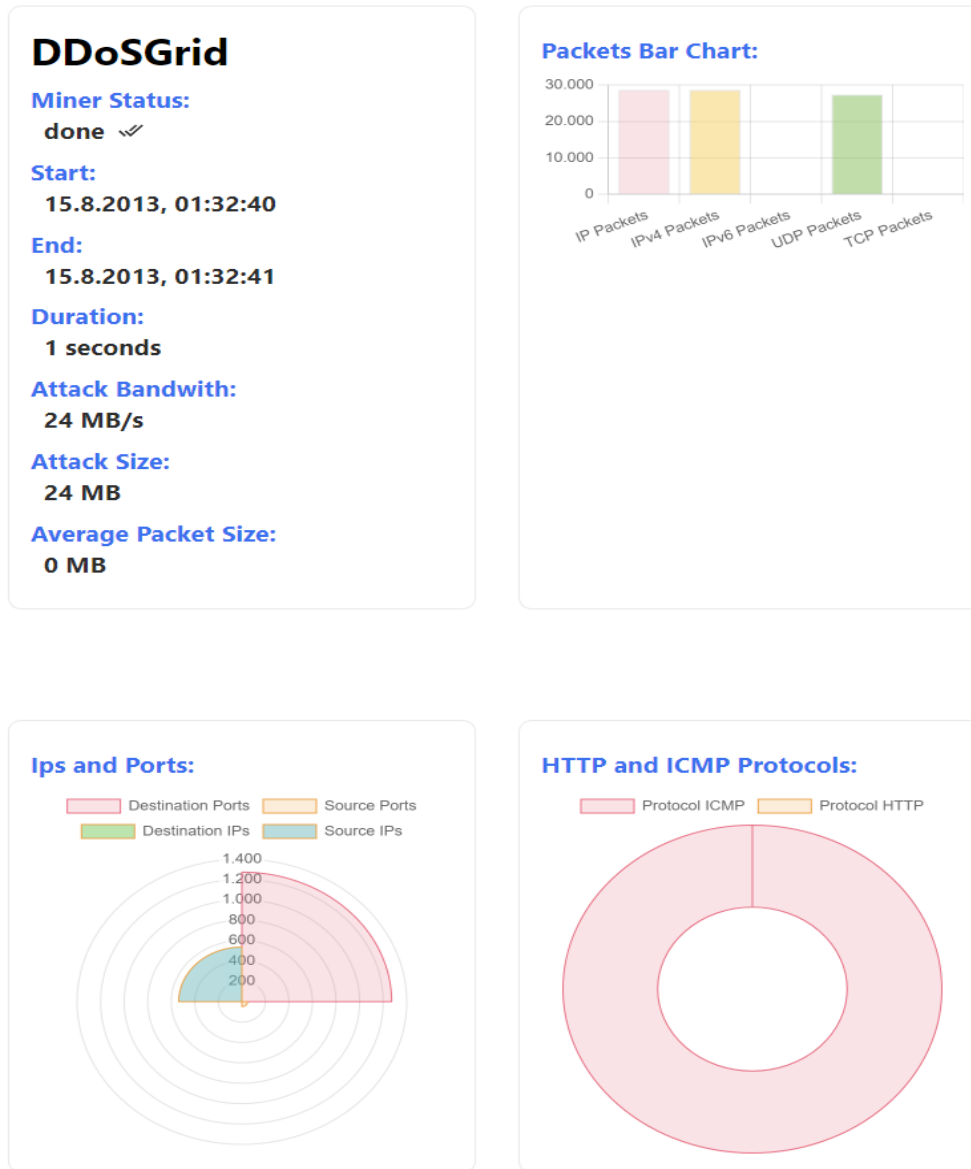 DDoSGrid
Miner Status:
done
Start:
15.8.2013, 01:32:40
End:
15.8.2013, 01:32:41
Duration:
1 seconds
Attack Bandwith:
24 MB/s
Attack Size:
24 MB
Average Packet Size:
0 MB
Packets Bar Chart:
30.000
20.000
10.000
0
IP Packets
IPv4 Packets
IPv6 Packets
UDP Packets
TCP Packets
Ips and Ports:
Destination Ports
Source Ports
Destination IPs
Source IPs
1.400
1.200
1.000
800
600
400
200
HTTP and ICMP Protocols:
Protocol ICMP
Protocol HTTP